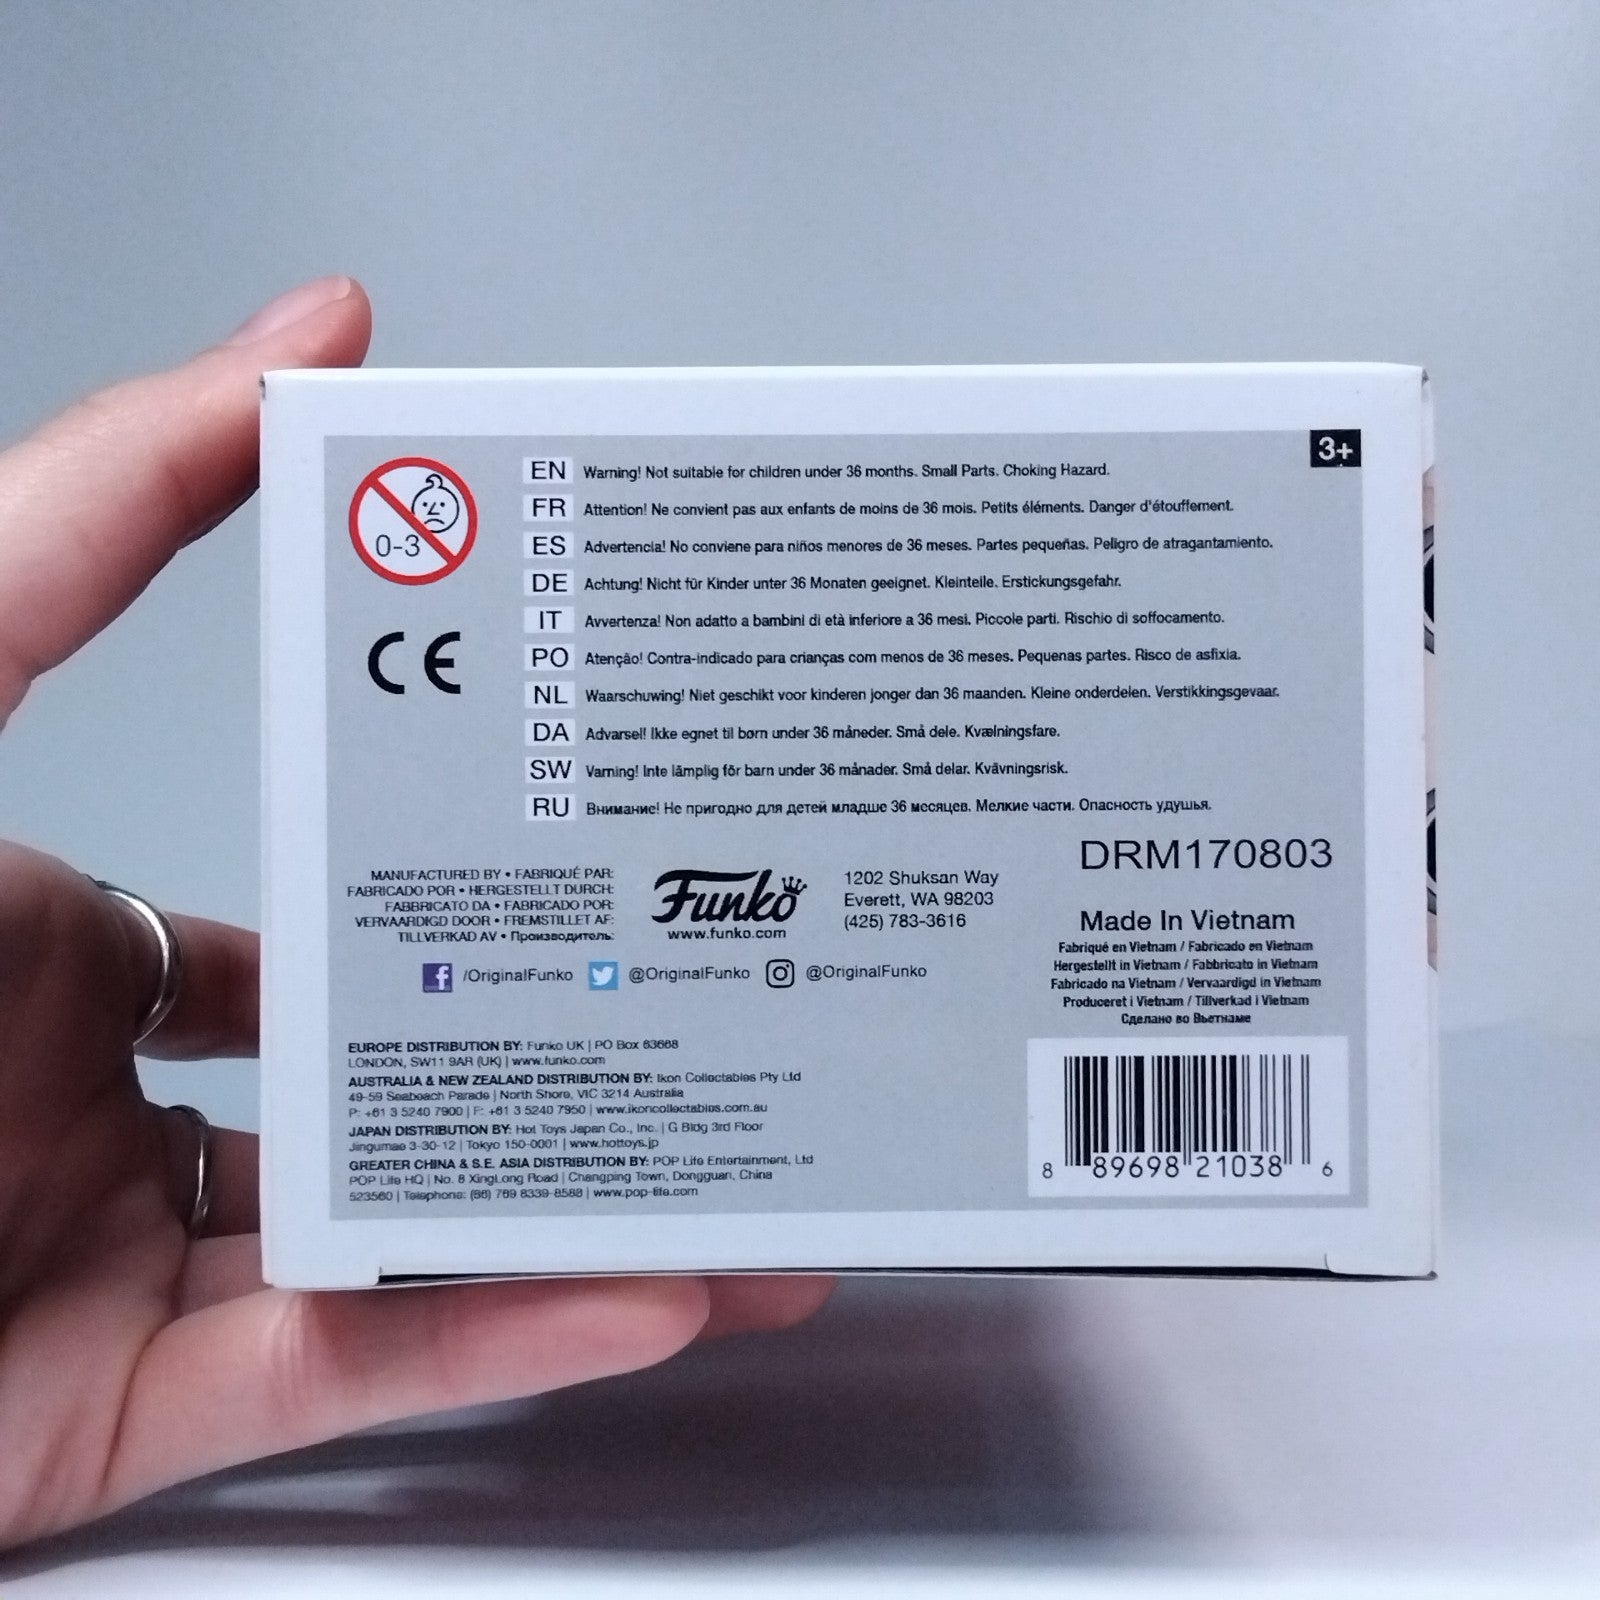 3+
0-3
CE
EN Warning! Not suitable for children under 36 months. Small Parts. Choking Hazard.
FR Attention! Ne convient pas aux enfants de moins de 36 mois. Petits éléments. Danger d'étouffement.
ES Advertencia! No conviene para niños menores de 36 meses. Partes pequeñas. Peligro de atragantamiento.
DE Achtung! Nicht für Kinder unter 36 Monaten geeignet. Kleinteile. Erstickungsgefahr.
IT Avvertenza! Non adatto a bambini di età inferiore a 36 mesi. Piccole parti. Rischio di soffocamento.
PO Atenção! Contra-indicado para crianças com menos de 36 meses. Pequenas partes. Risco de asfixia.
NL Waarschuwing! Niet geschikt voor kinderen jonger dan 36 maanden. Kleine onderdelen. Verstikkingsgevaar.
DA Advarsel! Ikke egnet til børn under 36 måneder. Små dele. Kvælningsfare.
SW Varning! Inte lämplig för barn under 36 månader. Små delar. Kvävningsrisk.
RU Внимание! Не пригодно для детей младше 36 месяцев. Мелкие части. Опасность удушья.
DRM170803
MANUFACTURED BY • FABRIQUÉ PAR:
FABRICADO POR • HERGESTELLT DURCH:
FABBRICATO DA • FABRICADO POR:
VERVAARDIGD DOOR • FREMSTILLET AF:
TILLVERKAD AV • Производитель:
Funko
www.funko.com
1202 Shuksan Way
Everett, WA 98203
(425) 783-3616
/OriginalFunko @OriginalFunko @OriginalFunko
Made In Vietnam
Fabriqué en Vietnam / Fabricado en Vietnam
Hergestellt in Vietnam / Fabbricato in Vietnam
Fabricado na Vietnam / Vervaardigd in Vietnam
Produceret i Vietnam / Tillverkad i Vietnam
Сделано во Вьетнаме
EUROPE DISTRIBUTION BY: Funko UK | PO Box 63668
LONDON, SW11 9AR (UK) | www.funko.com
AUSTRALIA & NEW ZEALAND DISTRIBUTION BY: Ikon Collectables Pty Ltd
49-59 Seabeach Parade | North Shore, VIC 3214 Australia
P: +61 3 5240 7900 | F: +61 3 5240 7950 | www.ikoncollectables.com.au
JAPAN DISTRIBUTION BY: Hot Toys Japan Co., Inc. | G Bldg 3rd Floor
Jingumae 3-30-12 | Tokyo 150-0001 | www.hottoys.jp
GREATER CHINA & S.E. ASIA DISTRIBUTION BY: POP Life Entertainment, Ltd
POP Life HQ | No. 8 XingLong Road | Changping Town, Dongguan, China
523560 | Telephone: (86) 769 8339-8588 | www.pop-life.com
8 89698 21038 6